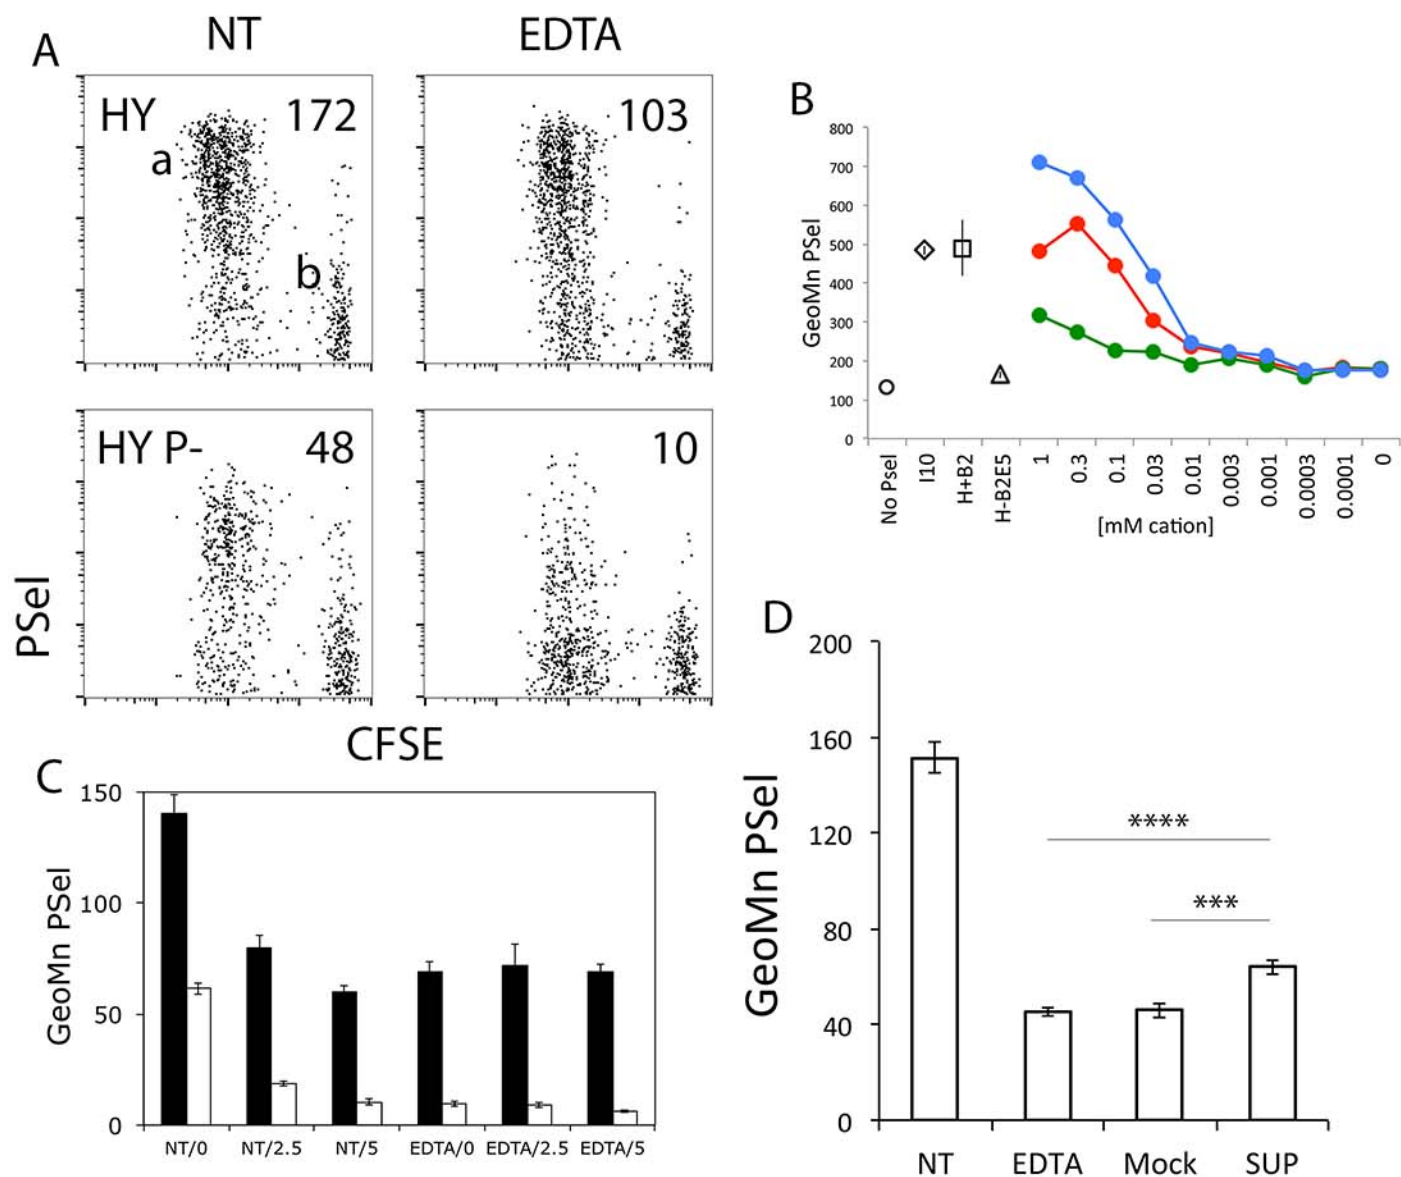 A
NT
EDTA
HY
172
a
b
103
HY P-
48
10
PSel
CFSE
B
GeoMn PSel
800
700
600
500
400
300
200
100
0
No Psel
I10
H+B2
H-B2E5
1
0.3
0.1
0.03
0.01
0.003
0.001
0.0003
0.0001
0
[mM cation]
C
GeoMn PSel
150
100
50
0
NT/0
NT/2.5
NT/5
EDTA/0
EDTA/2.5
EDTA/5
D
GeoMn PSel
200
160
120
80
40
0
****
***
NT
EDTA
Mock
SUP